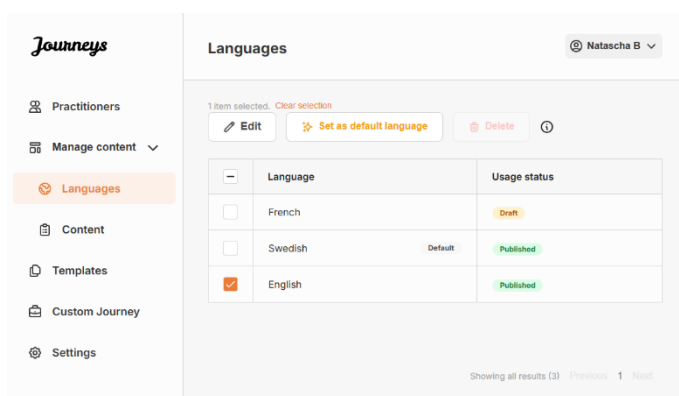 Journeys
Languages
Natascha B
Practitioners
Manage content
Languages
Content
Templates
Custom Journey
Settings
1 item selected. Clear selection
Edit
Set as default language
Delete
Language Usage status
French Draft
Swedish Default Published
English Published
Showing all results (3) Previous 1 Next